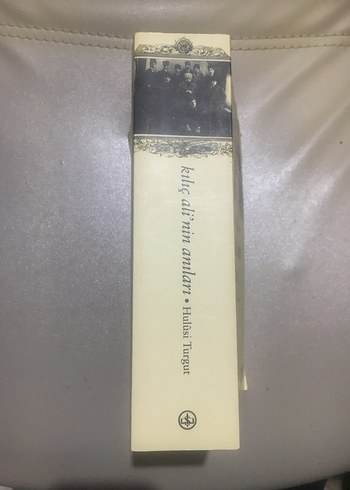 kılıç ali'nin anıları • Hulûsi Turgut